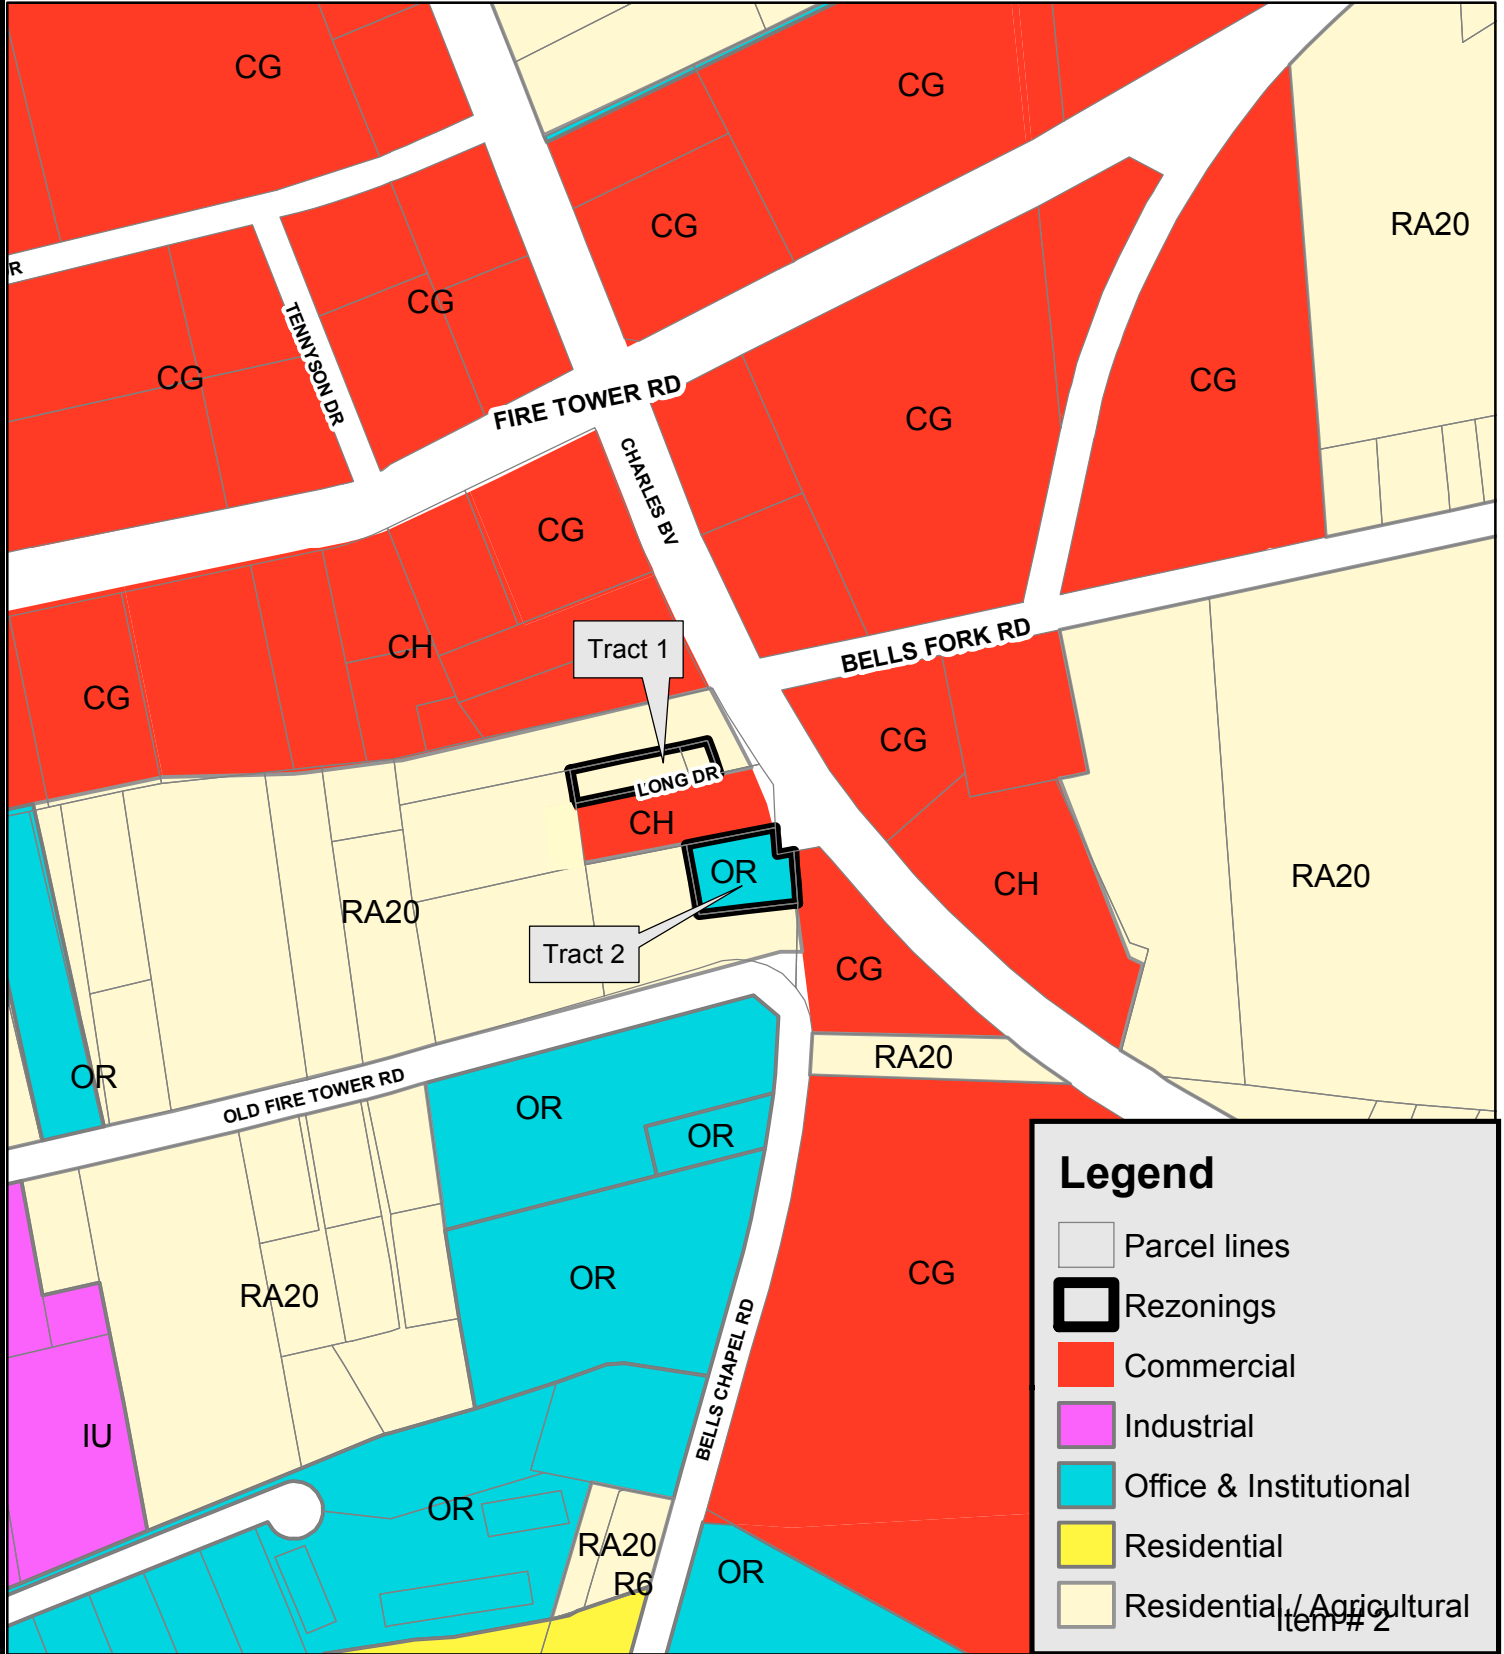 CG
CG
CG
RA20
R
TENNYSON DR
CG
CG
CG
FIRE TOWER RD
CG
CHARLES BV
CG
BELLS FORK RD
Tract 1
CH
CG
CG
LONG DR
CH
OR
RA20
CH
RA20
Tract 2
CG
RA20
OR
OLD FIRE TOWER RD
OR
OR
OR
RA20
CG
BELLS CHAPEL RD
IU
OR
RA20
R6
OR
Legend
Parcel lines
Rezonings
Commercial
Industrial
Office & Institutional
Residential
Residential / Agricultural
Item # 2